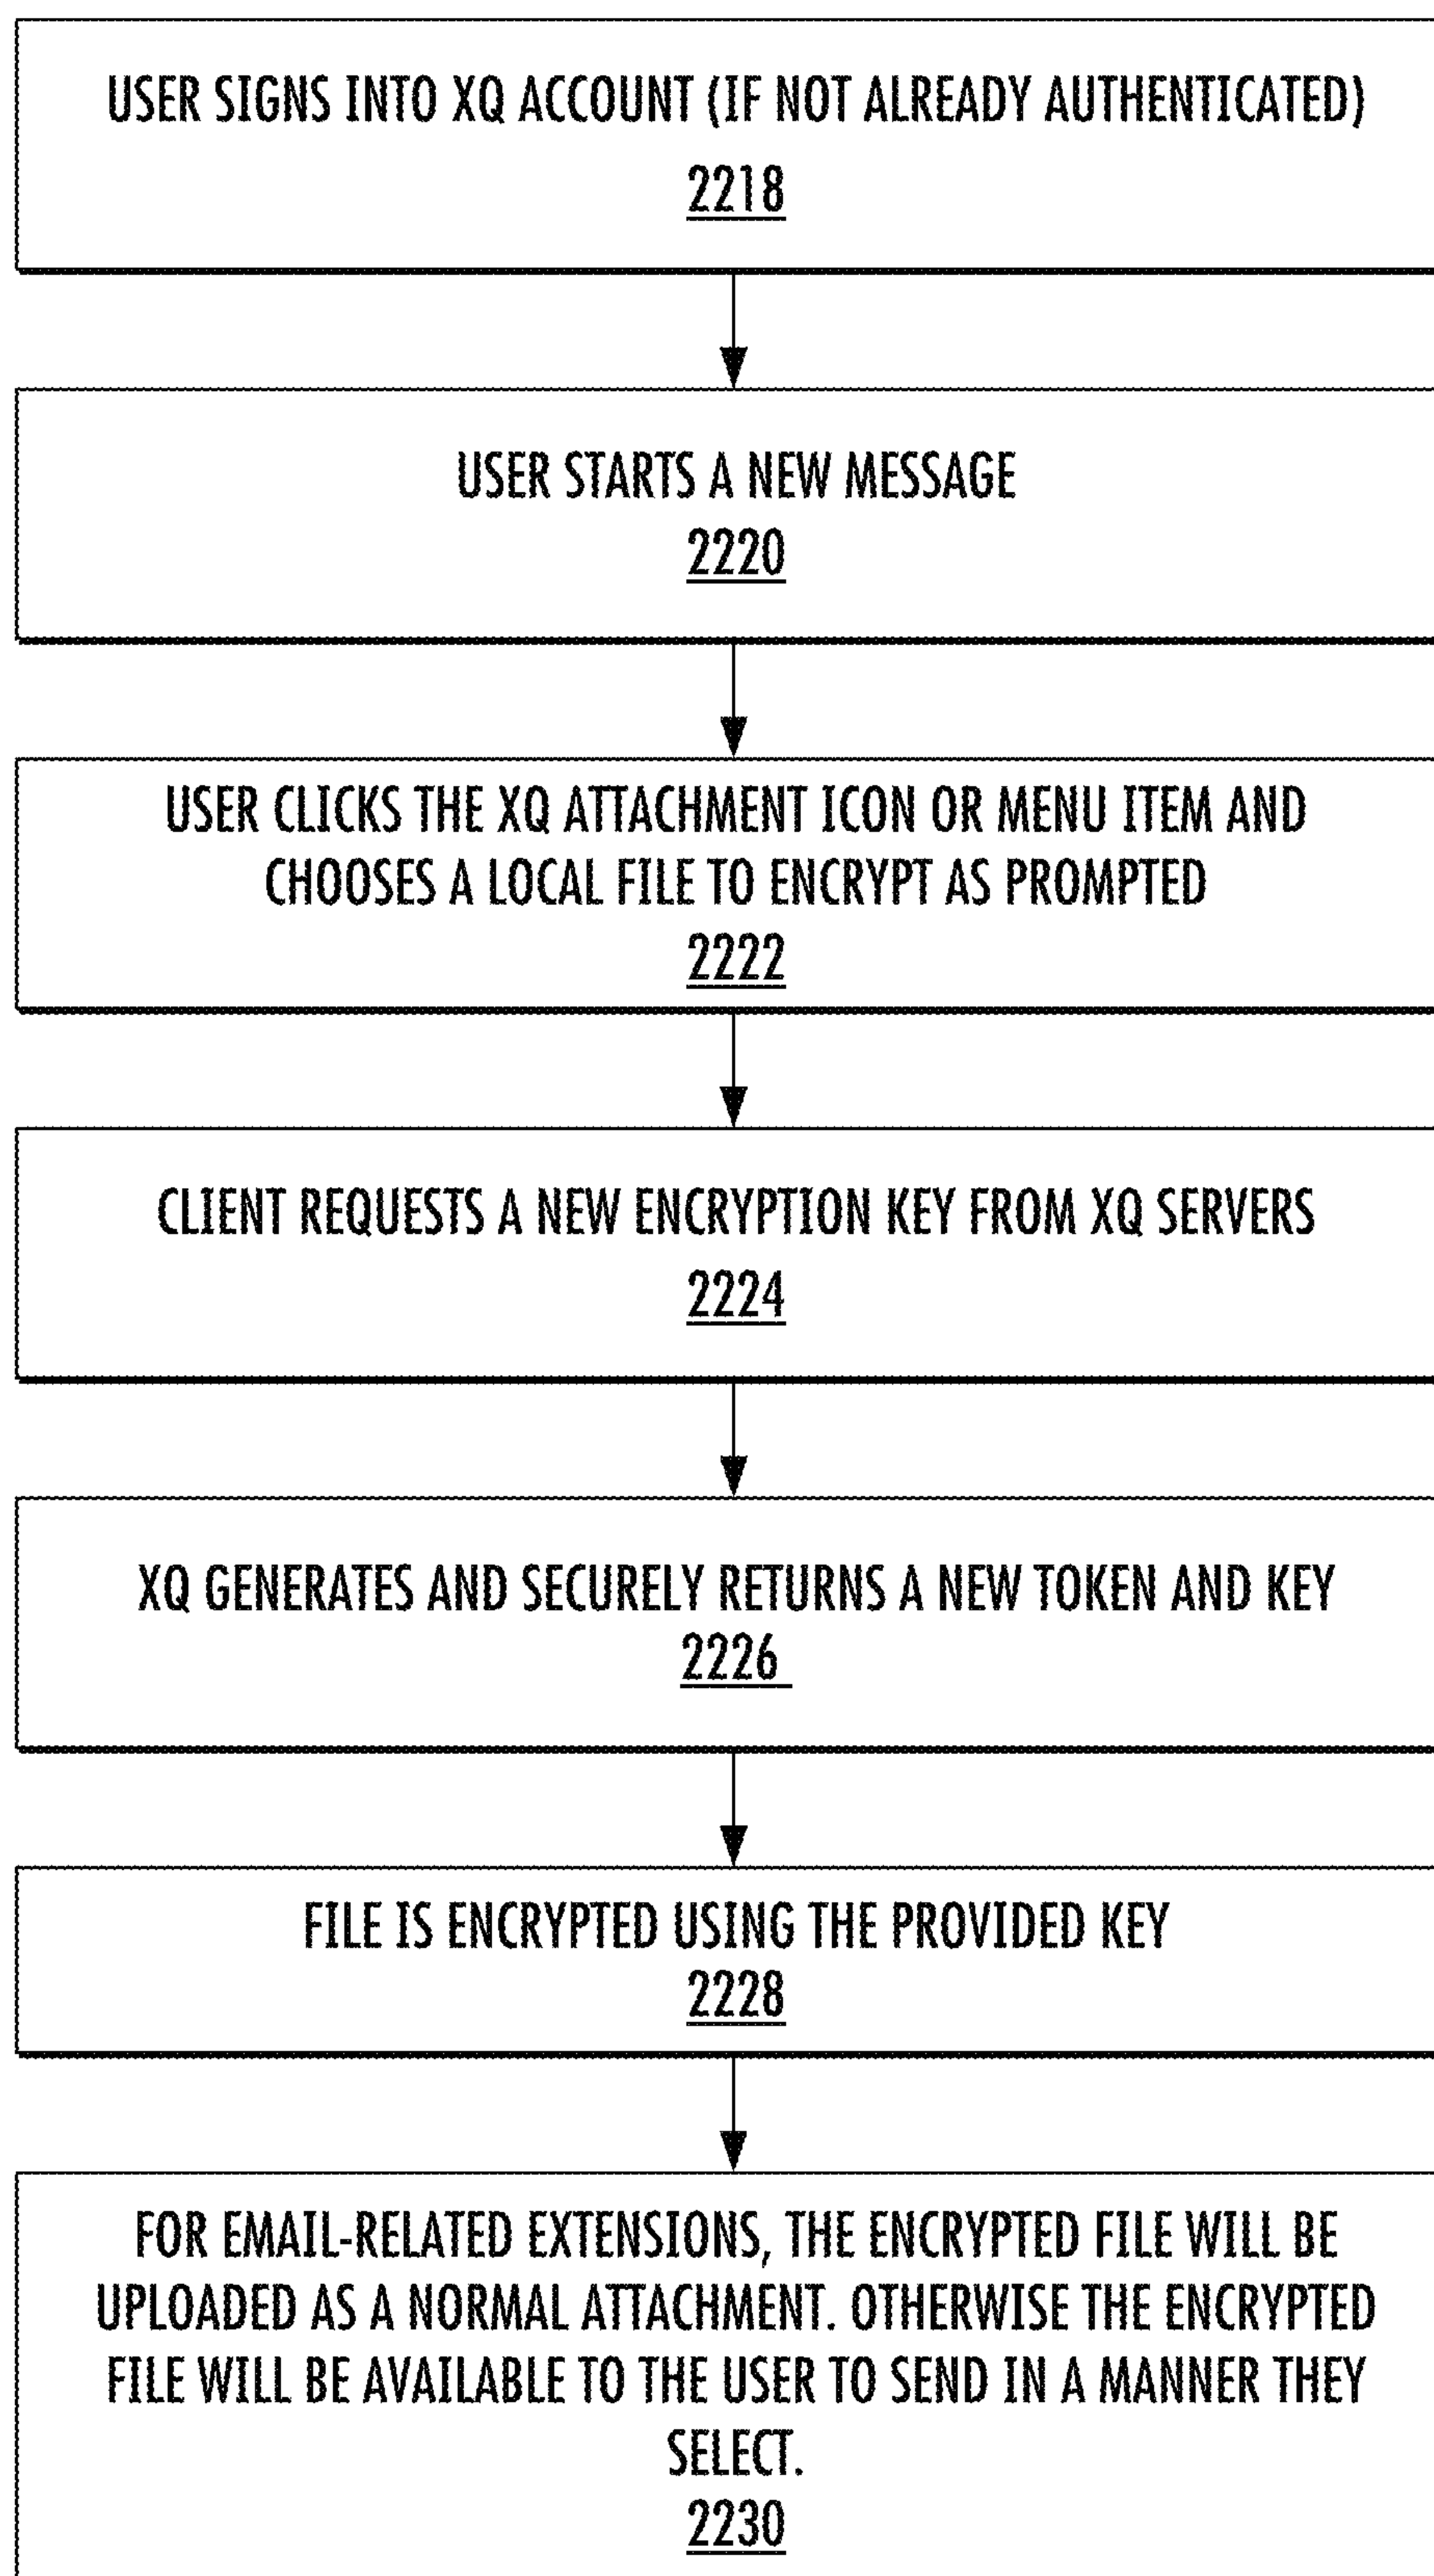 USER SIGNS INTO XQ ACCOUNT (IF NOT ALREADY AUTHENTICATED)
2218
USER STARTS A NEW MESSAGE
2220
USER CLICKS THE XQ ATTACHMENT ICON OR MENU ITEM AND
CHOOSES A LOCAL FILE TO ENCRYPT AS PROMPTED
2222
CLIENT REQUESTS A NEW ENCRYPTION KEY FROM XQ SERVERS
2224
XQ GENERATES AND SECURELY RETURNS A NEW TOKEN AND KEY
2226
FILE IS ENCRYPTED USING THE PROVIDED KEY
2228
FOR EMAIL-RELATED EXTENSIONS, THE ENCRYPTED FILE WILL BE
UPLOADED AS A NORMAL ATTACHMENT. OTHERWISE THE ENCRYPTED
FILE WILL BE AVAILABLE TO THE USER TO SEND IN A MANNER THEY
SELECT.
2230